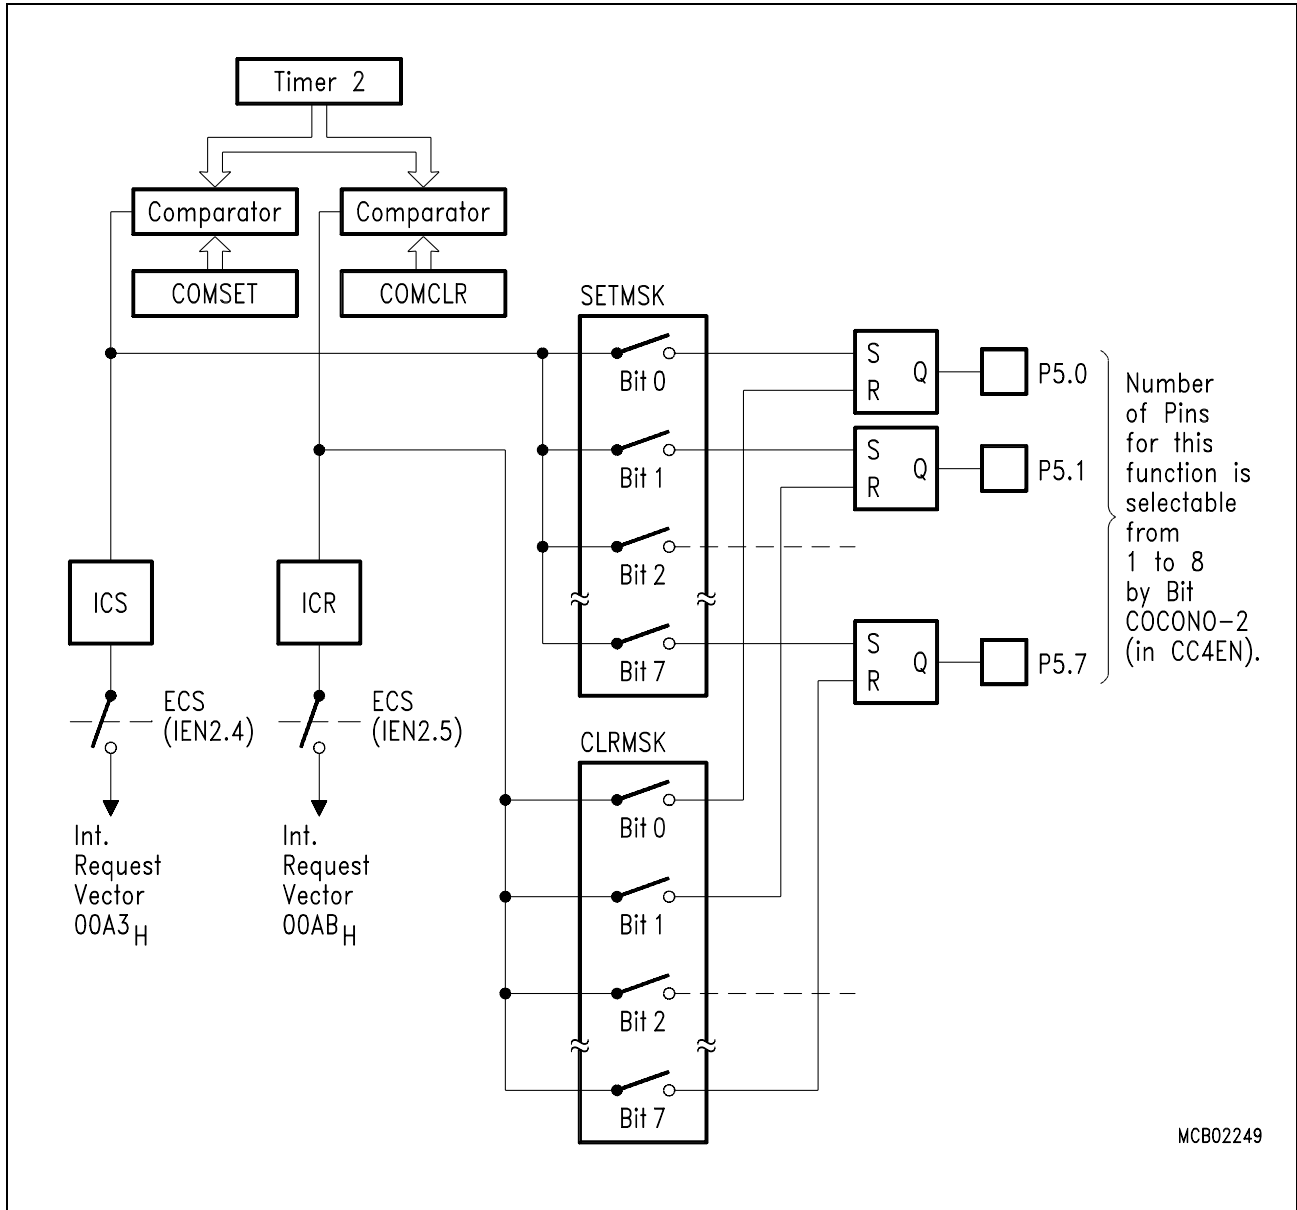 Timer 2
Comparator
Comparator
COMSET
COMCLR
SETMSK
Bit 0
Bit 1
Bit 2
Bit 7
S
R
Q
P5.0
S
R
Q
P5.1
S
R
Q
P5.7
Number
of Pins
for this
function is
selectable
from
1 to 8
by Bit
COCON0-2
(in CC4EN).
ICS
ICR
ECS
(IEN2.4)
ECS
(IEN2.5)
Int.
Request
Vector
00A3H
Int.
Request
Vector
00ABH
CLRMSK
Bit 0
Bit 1
Bit 2
Bit 7
MCB02249